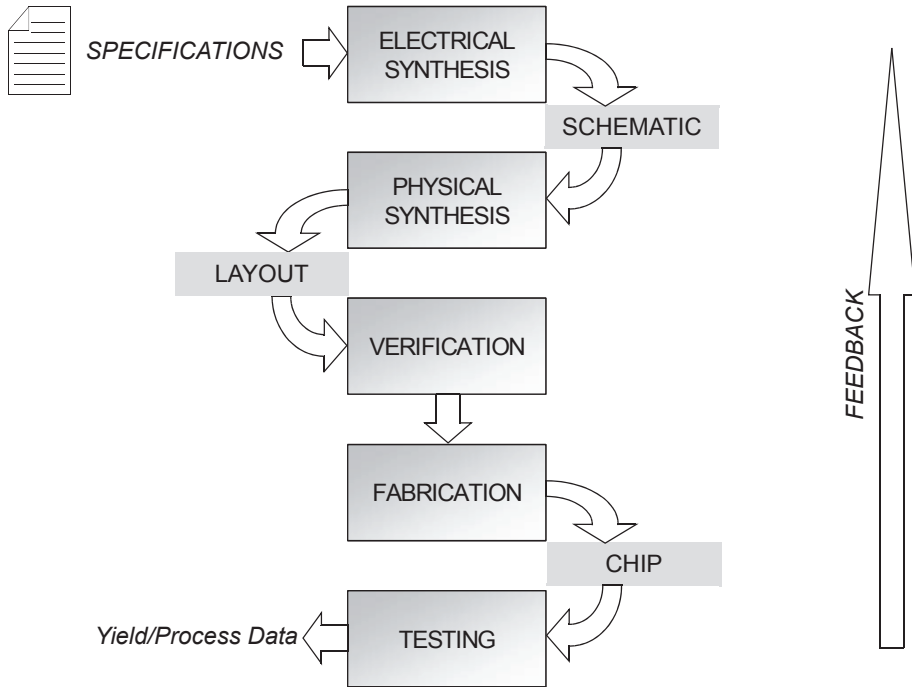 SPECIFICATIONS
ELECTRICAL
SYNTHESIS
SCHEMATIC
PHYSICAL
SYNTHESIS
LAYOUT
VERIFICATION
FEEDBACK
FABRICATION
CHIP
Yield/Process Data
TESTING